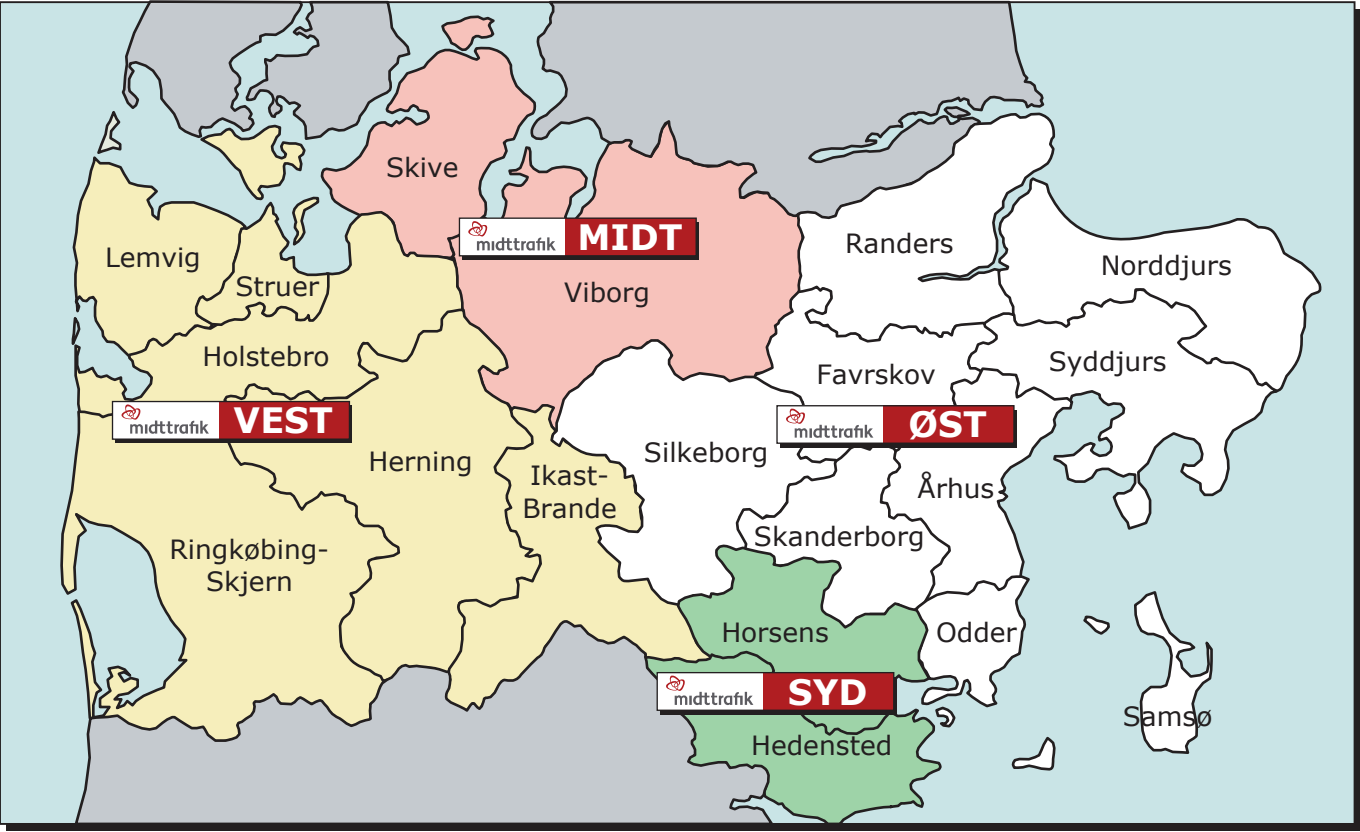 Skive
midttrafik MIDT
Lemvig
Randers
Norddjurs
Struer
Viborg
Holstebro
Syddjurs
Favrskov
midttrafik VEST
midttrafik ØST
Silkeborg
Herning
Ikast-
Brande
Århus
Skanderborg
Ringkøbing-
Skjern
Horsens
Odder
midttrafik SYD
Samsø
Hedensted